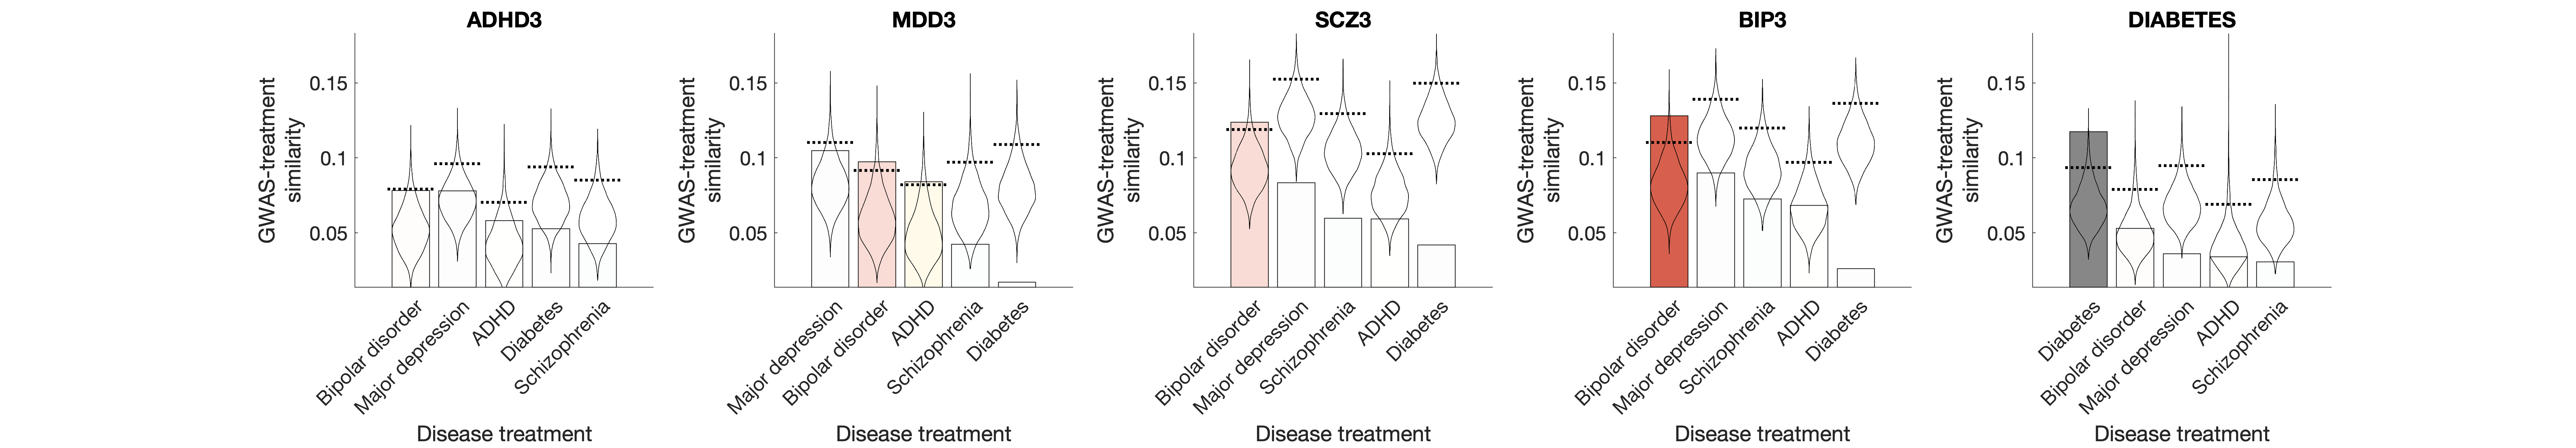 ADHD3
GWAS-treatment
similarity
0.15
0.1
0.05
Bipolar disorder
Major depression
ADHD
Diabetes
Schizophrenia
Disease treatment
MDD3
GWAS-treatment
similarity
0.15
0.1
0.05
Major depression
Bipolar disorder
ADHD
Schizophrenia
Diabetes
Disease treatment
SCZ3
GWAS-treatment
similarity
0.15
0.1
0.05
Bipolar disorder
Major depression
Schizophrenia
ADHD
Diabetes
Disease treatment
BIP3
GWAS-treatment
similarity
0.15
0.1
0.05
Bipolar disorder
Major depression
Schizophrenia
ADHD
Diabetes
Disease treatment
DIABETES
GWAS-treatment
similarity
0.15
0.1
0.05
Diabetes
Bipolar disorder
Major depression
ADHD
Schizophrenia
Disease treatment